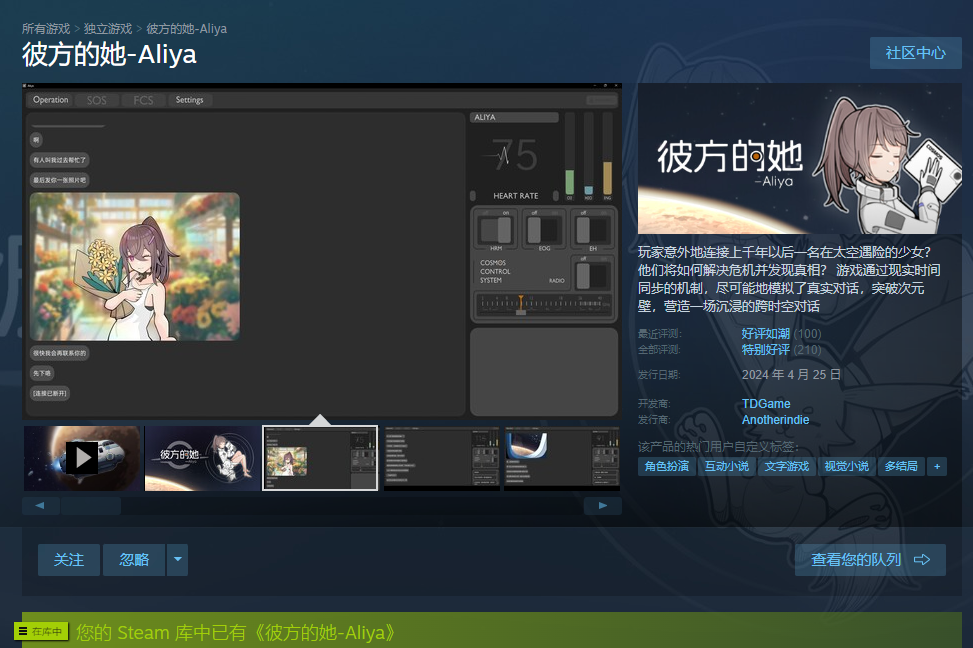 所有游戏 > 独立游戏 > 彼方的她-Aliya
彼方的她-Aliya
社区中心
Operation
SOS
FCS
Settings
啊
有人叫我过去帮忙了
最后发你一张照片吧
很快我会再联系你的
先下咯
[连接已断开]
ALIYA
75
HEART RATE
off on
HRM
EOG
EH
COSMOS
CONTROL
SYSTEM
RADIO
彼方的她
-Aliya
玩家意外地连接上千年以后一名在太空遇险的少女?
他们将如何解决危机并发现真相? 游戏通过现实时间
同步的机制，尽可能地模拟了真实对话，突破次元
壁，营造一场沉浸的跨时空对话
最近评测: 好评如潮 (100)
全部评测: 特别好评 (210)
发行日期: 2024 年 4 月 25 日
开发商: TDGame
发行商: Anotherindie
该产品的热门用户自定义标签:
角色扮演 互动小说 文字游戏 视觉小说 多结局 +
彼方的她
关注
忽略
查看您的队列
在库中
您的 Steam 库中已有《彼方的她-Aliya》